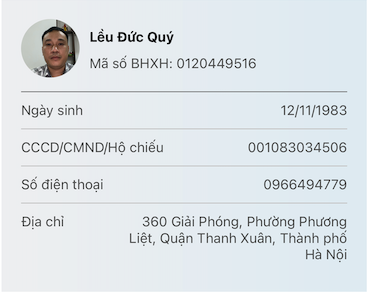 Lều Đức Quý
Mã số BHXH: 0120449516
Ngày sinh 12/11/1983
CCCD/CMND/Hộ chiếu 001083034506
Số điện thoại 0966494779
Địa chỉ 360 Giải Phóng, Phường Phương
Liệt, Quận Thanh Xuân, Thành phố
Hà Nội